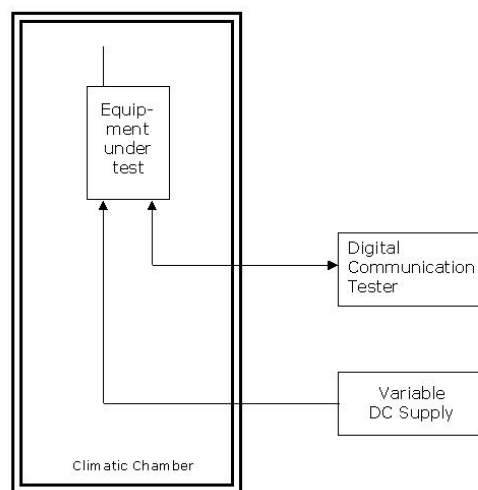 Equip-
ment
under
test
Digital
Communication
Tester
Variable
DC Supply
Climatic Chamber